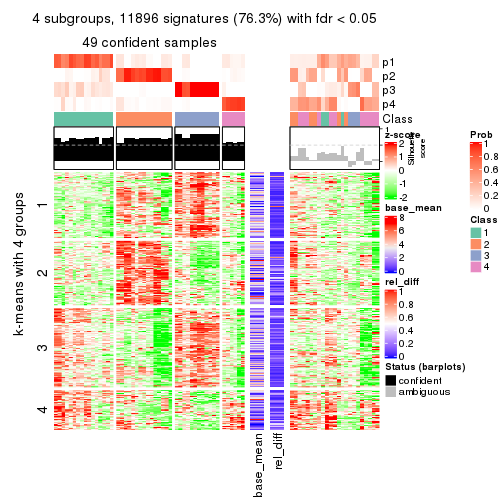 4 subgroups, 11896 signatures (76.3%) with fdr < 0.05
49 confident samples
p1
p2
p3
p4
Class
1
Silhouette
score
k-means with 4 groups
1
2
3
4
base_mean
rel_diff
z-score
2
1
0
-1
-2
base_mean
8
6
4
2
0
rel_diff
1
0.8
0.6
0.4
0.2
0
Status (barplots)
confident
ambiguous
Prob
1
0.8
0.6
0.4
0.2
0
Class
1
2
3
4